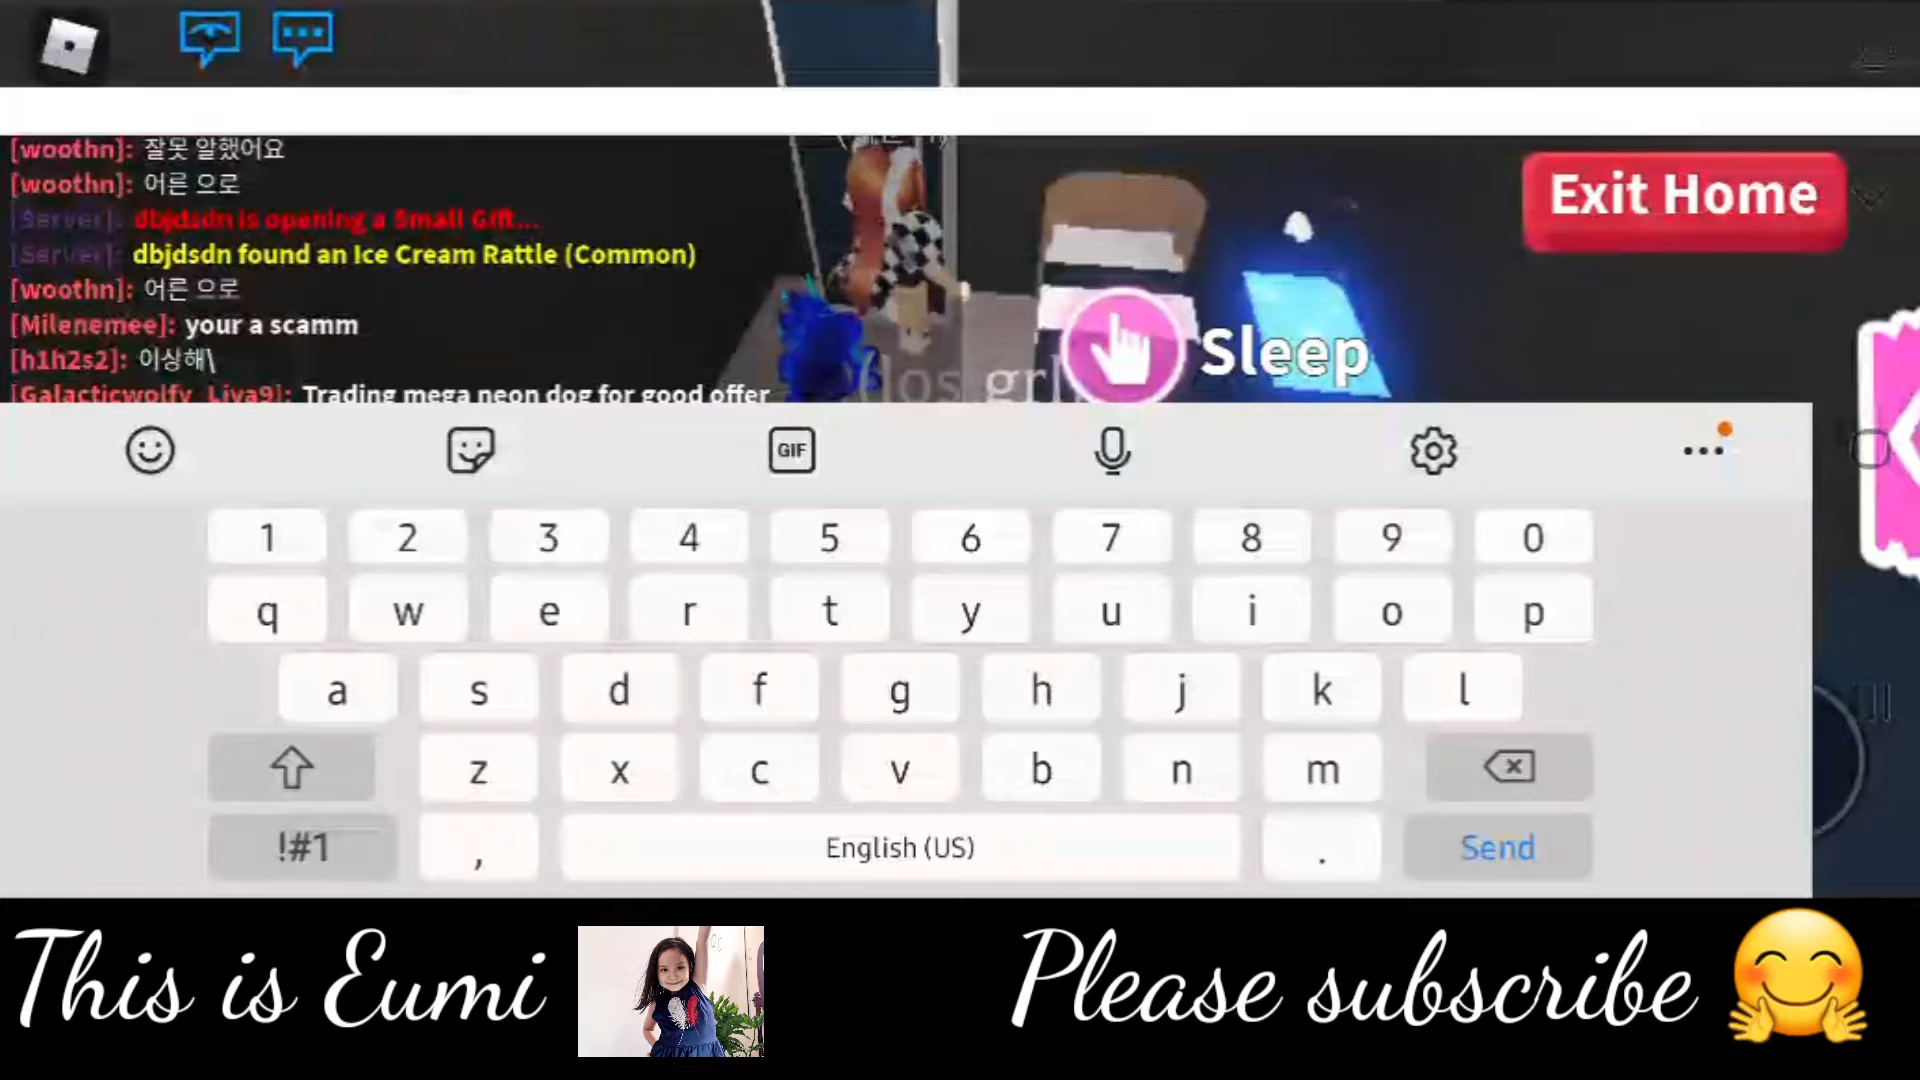 [woothn]: 잘못 알했어요
[woothn]: 어른 으로
[Server]: dbjdsdn is opening a Small Gift...
[Server]: dbjdsdn found an Ice Cream Rattle (Common)
[woothn]: 어른 으로
[Milenemee]: your a scamm
[h1h2s2]: 이상해\
[Galacticwolfy_Liya9]: Trading mega neon dog for good offer
Exit Home
Sleep
GIF
1 2 3 4 5 6 7 8 9 0
q w e r t y u i o p
a s d f g h j k l
z x c v b n m
!#1 , English (US) . Send
This is Eumi
Please subscribe